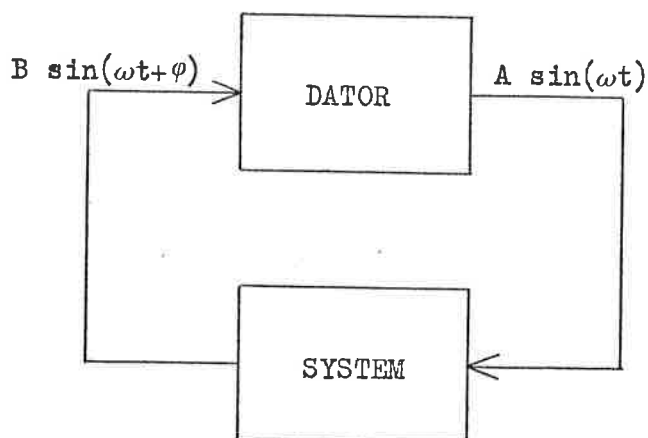 B sin(ωt+φ)
A sin(ωt)
DATOR
SYSTEM